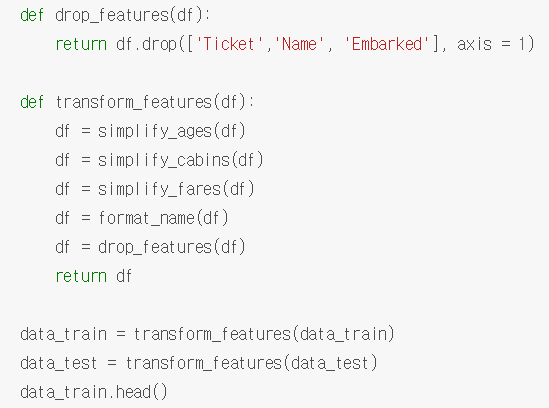 def drop_features(df):
    return df.drop(['Ticket','Name', 'Embarked'], axis = 1)

def transform_features(df):
    df = simplify_ages(df)
    df = simplify_cabins(df)
    df = simplify_fares(df)
    df = format_name(df)
    df = drop_features(df)
    return df

data_train = transform_features(data_train)
data_test = transform_features(data_test)
data_train.head()